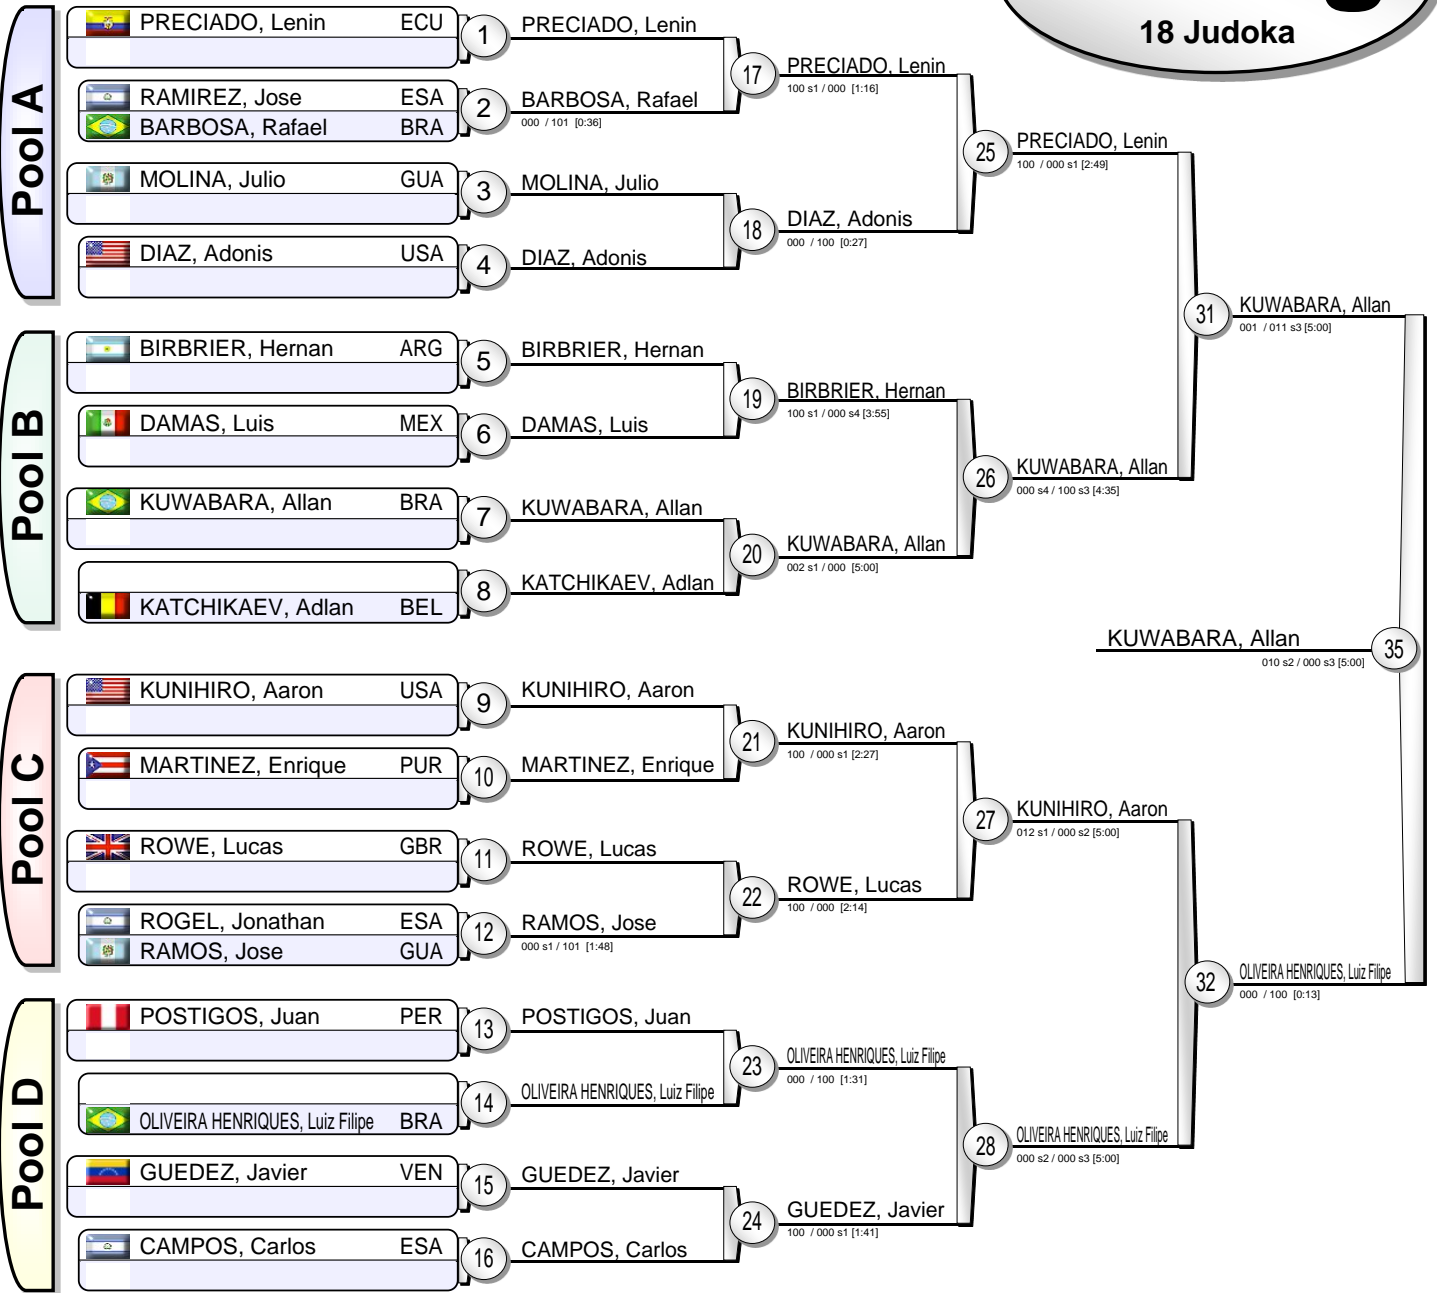 18 Judoka
Pool A
PRECIADO, Lenin ECU
1
RAMIREZ, Jose ESA
BARBOSA, Rafael BRA
2
MOLINA, Julio GUA
3
DIAZ, Adonis USA
4
Pool B
BIRBRIER, Hernan ARG
5
DAMAS, Luis MEX
6
KUWABARA, Allan BRA
7
KATCHIKAEV, Adlan BEL
8
Pool C
KUNIHIRO, Aaron USA
9
MARTINEZ, Enrique PUR
10
ROWE, Lucas GBR
11
ROGEL, Jonathan ESA
RAMOS, Jose GUA
12
Pool D
POSTIGOS, Juan PER
13
OLIVEIRA HENRIQUES, Luiz Filipe BRA
14
GUEDEZ, Javier VEN
15
CAMPOS, Carlos ESA
16
PRECIADO, Lenin
BARBOSA, Rafael
000 / 101 [0:36]
17
MOLINA, Julio
DIAZ, Adonis
18
BIRBRIER, Hernan
DAMAS, Luis
19
KUWABARA, Allan
KATCHIKAEV, Adlan
20
KUNIHIRO, Aaron
MARTINEZ, Enrique
21
ROWE, Lucas
RAMOS, Jose
000 s1 / 101 [1:48]
22
POSTIGOS, Juan
OLIVEIRA HENRIQUES, Luiz Filipe
23
GUEDEZ, Javier
CAMPOS, Carlos
24
PRECIADO, Lenin
100 s1 / 000 [1:16]
DIAZ, Adonis
000 / 100 [0:27]
25
BIRBRIER, Hernan
100 s1 / 000 s4 [3:55]
KUWABARA, Allan
002 s1 / 000 [5:00]
26
KUNIHIRO, Aaron
100 / 000 s1 [2:27]
ROWE, Lucas
100 / 000 [2:14]
27
OLIVEIRA HENRIQUES, Luiz Filipe
000 / 100 [1:31]
GUEDEZ, Javier
100 / 000 s1 [1:41]
28
PRECIADO, Lenin
100 / 000 s1 [2:49]
KUWABARA, Allan
000 s4 / 100 s3 [4:35]
31
KUNIHIRO, Aaron
012 s1 / 000 s2 [5:00]
OLIVEIRA HENRIQUES, Luiz Filipe
000 s2 / 000 s3 [5:00]
32
KUWABARA, Allan
001 / 011 s3 [5:00]
OLIVEIRA HENRIQUES, Luiz Filipe
000 / 100 [0:13]
KUWABARA, Allan
010 s2 / 000 s3 [5:00]
35